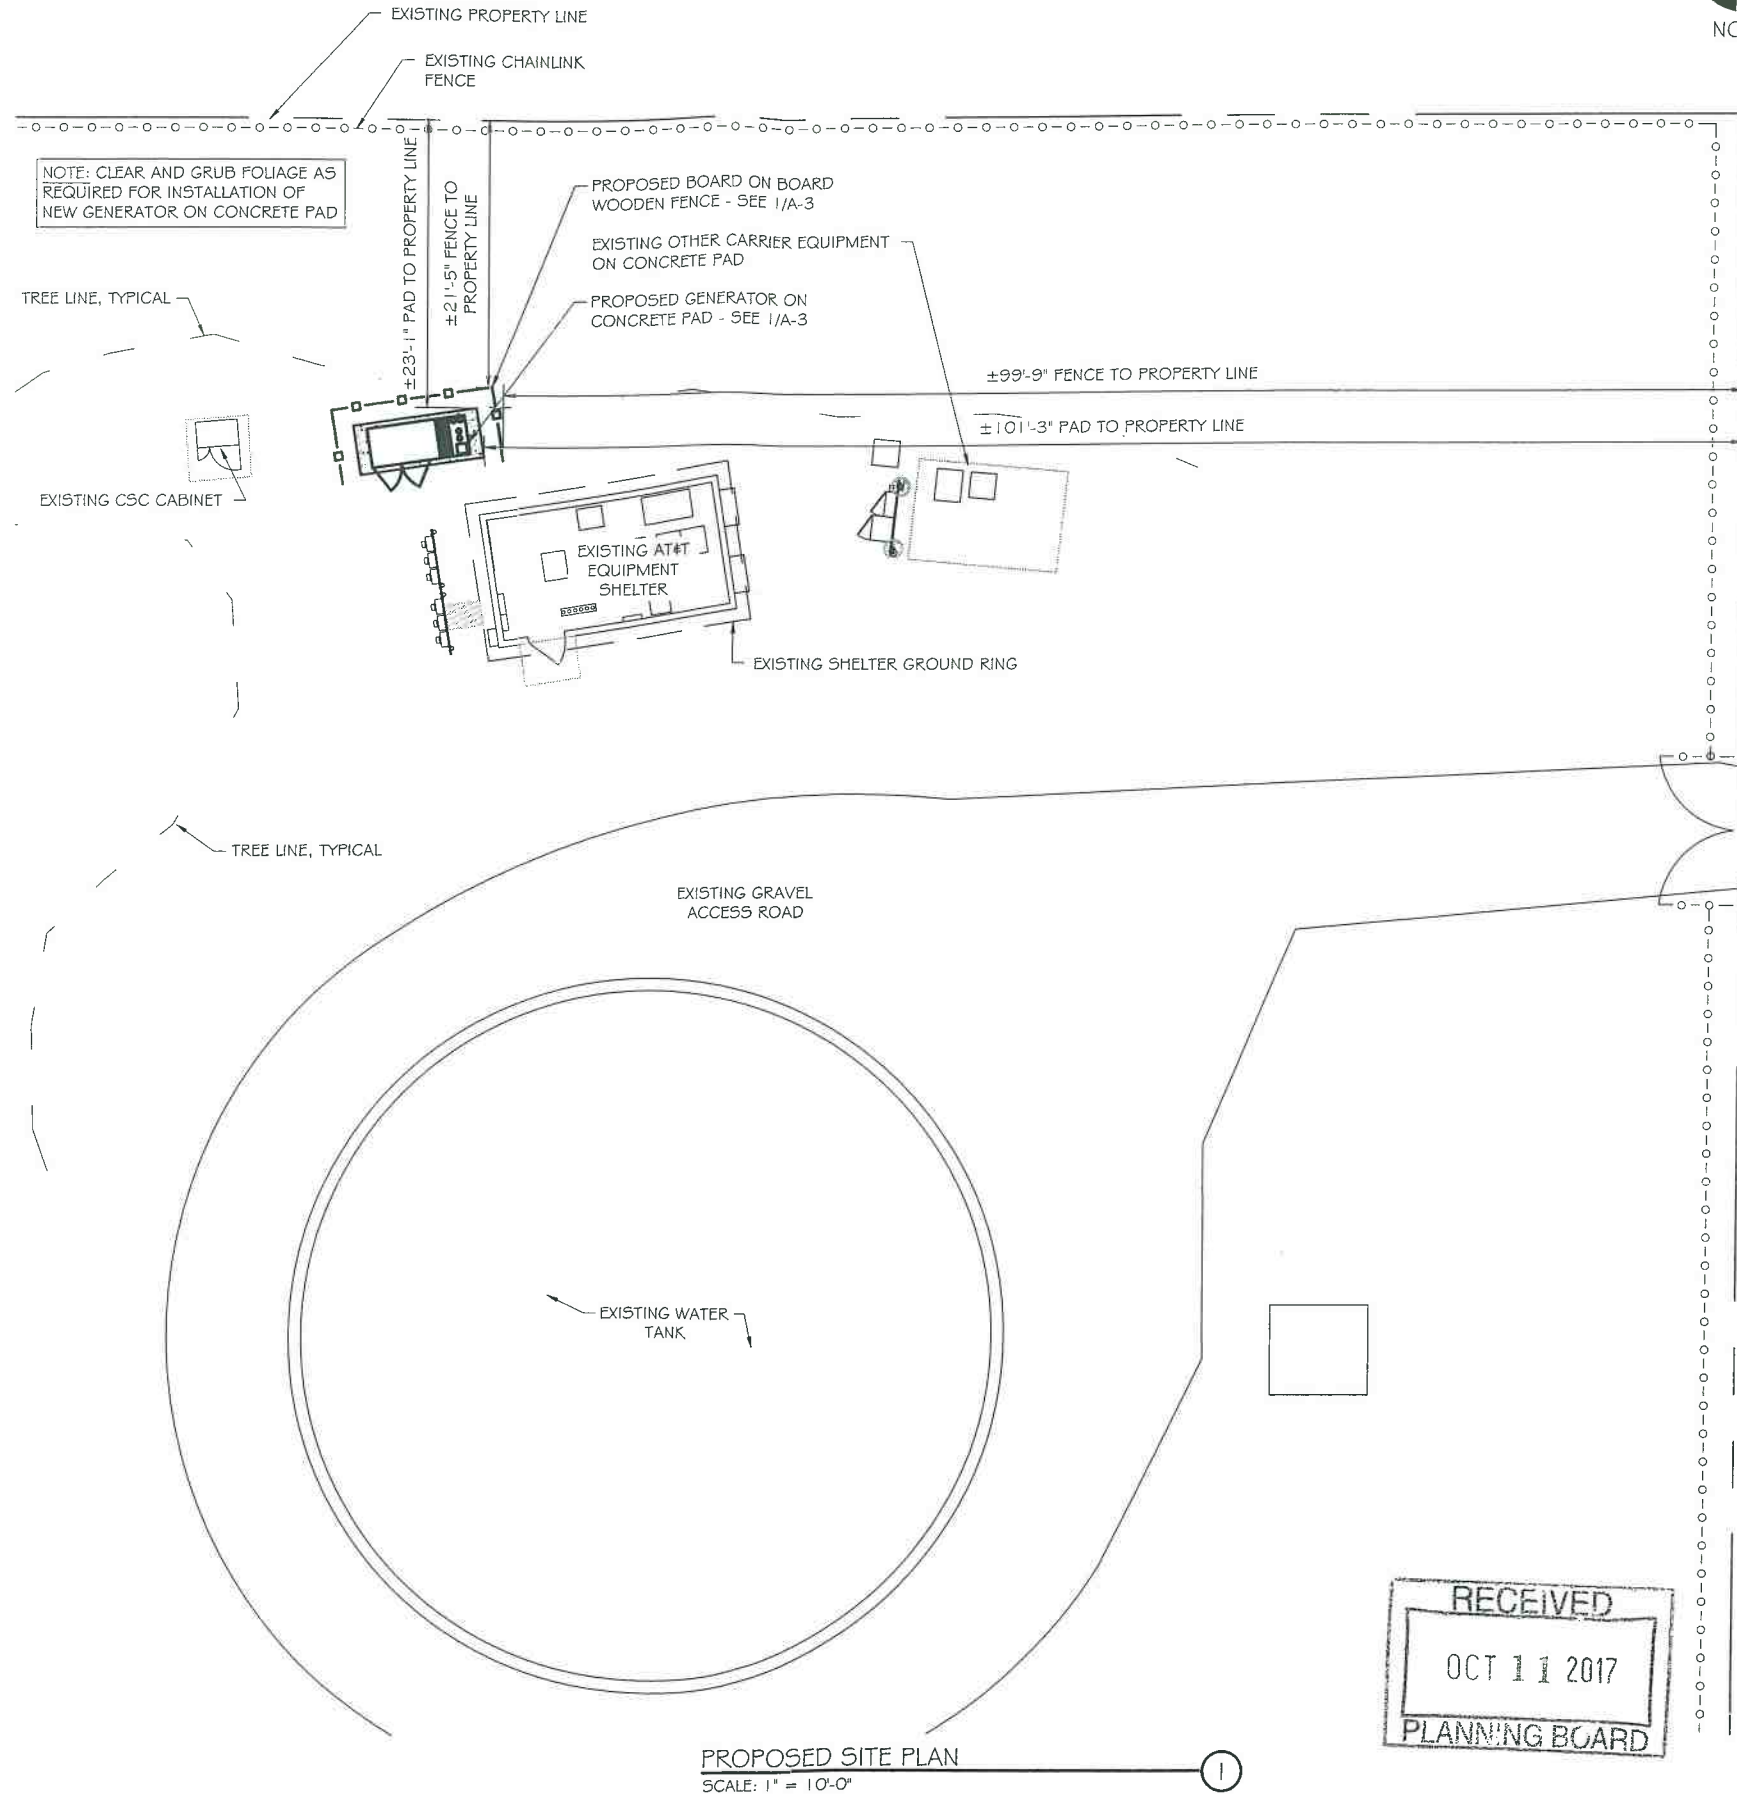 EXISTING PROPERTY LINE
EXISTING CHAINLINK
FENCE
NOTE: CLEAR AND GRUB FOLIAGE AS
REQUIRED FOR INSTALLATION OF
NEW GENERATOR ON CONCRETE PAD
±23'-1" PAD TO PROPERTY LINE
±21'-5" FENCE TO
PROPERTY LINE
PROPOSED BOARD ON BOARD
WOODEN FENCE - SEE 1/A-3
EXISTING OTHER CARRIER EQUIPMENT
ON CONCRETE PAD
PROPOSED GENERATOR ON
CONCRETE PAD - SEE 1/A-3
TREE LINE, TYPICAL
±99'-9" FENCE TO PROPERTY LINE
±101'-3" PAD TO PROPERTY LINE
EXISTING CSC CABINET
EXISTING AT&T
EQUIPMENT
SHELTER
EXISTING SHELTER GROUND RING
TREE LINE, TYPICAL
EXISTING GRAVEL
ACCESS ROAD
EXISTING WATER
TANK
RECEIVED
OCT 11 2017
PLANNING BOARD
PROPOSED SITE PLAN
SCALE: 1" = 10'-0"
1